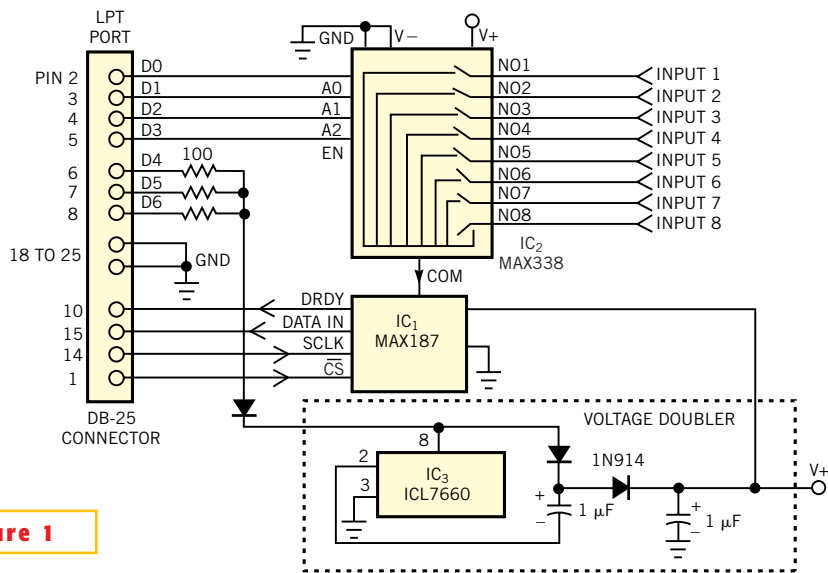 LPT
PORT
PIN 2
3
4
5
6
7
8
18 TO 25
10
15
14
1
DB-25
CONNECTOR
D0
D1
D2
D3
D4
D5
D6
100
GND
GND
V–
V+
A0
A1
A2
EN
NO1
NO2
NO3
NO4
NO5
NO6
NO7
NO8
INPUT 1
INPUT 2
INPUT 3
INPUT 4
INPUT 5
INPUT 6
INPUT 7
INPUT 8
IC2
MAX338
COM
DRDY
DATA IN
SCLK
CS
IC1
MAX187
VOLTAGE DOUBLER
8
2
3
IC3
ICL7660
1N914
V+
+
–
1 µF
+
–
1 µF
ure 1